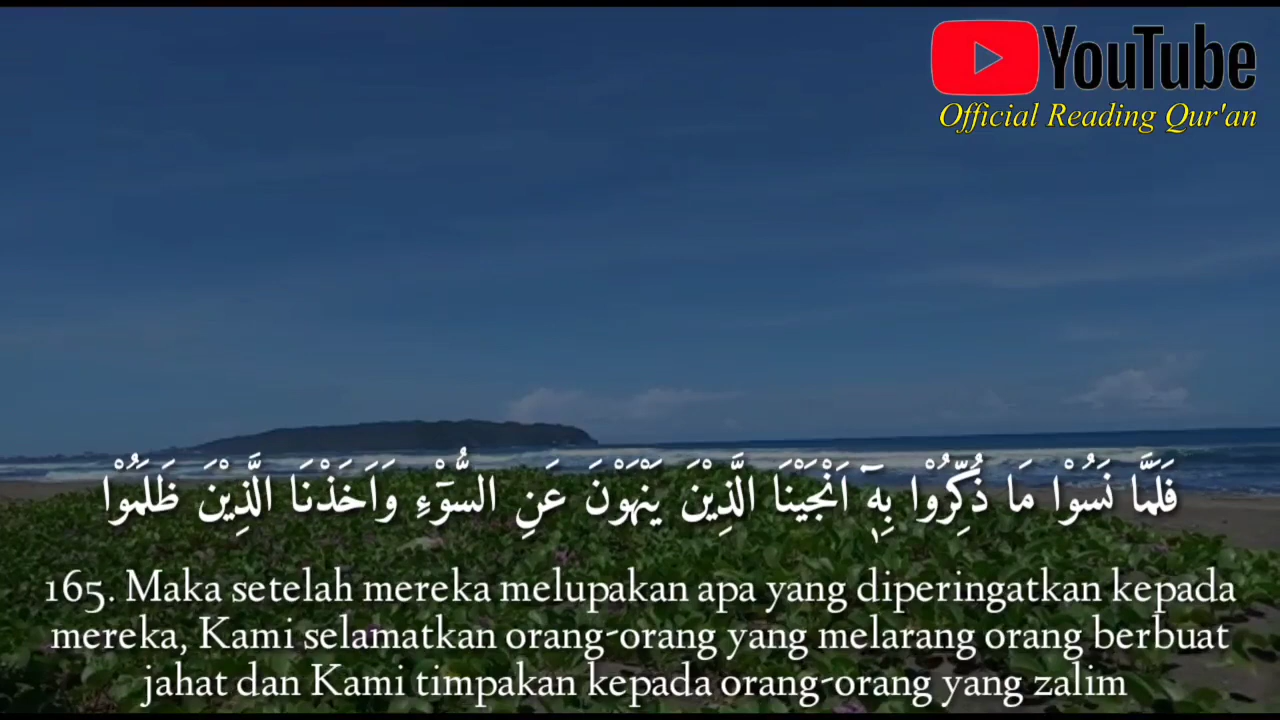 YouTube
Official Reading Qur'an
فَلَمَّا نَسُوْا مَا ذُكِّرُوْا بِهٖٓ اَنْجَيْنَا الَّذِيْنَ يَنْهَوْنَ عَنِ السُّوْۤءِ وَاَخَذْنَا الَّذِيْنَ ظَلَمُوْا
165. Maka setelah mereka melupakan apa yang diperingatkan kepada
mereka, Kami selamatkan orang-orang yang melarang orang berbuat
jahat dan Kami timpakan kepada orang-orang yang zalim